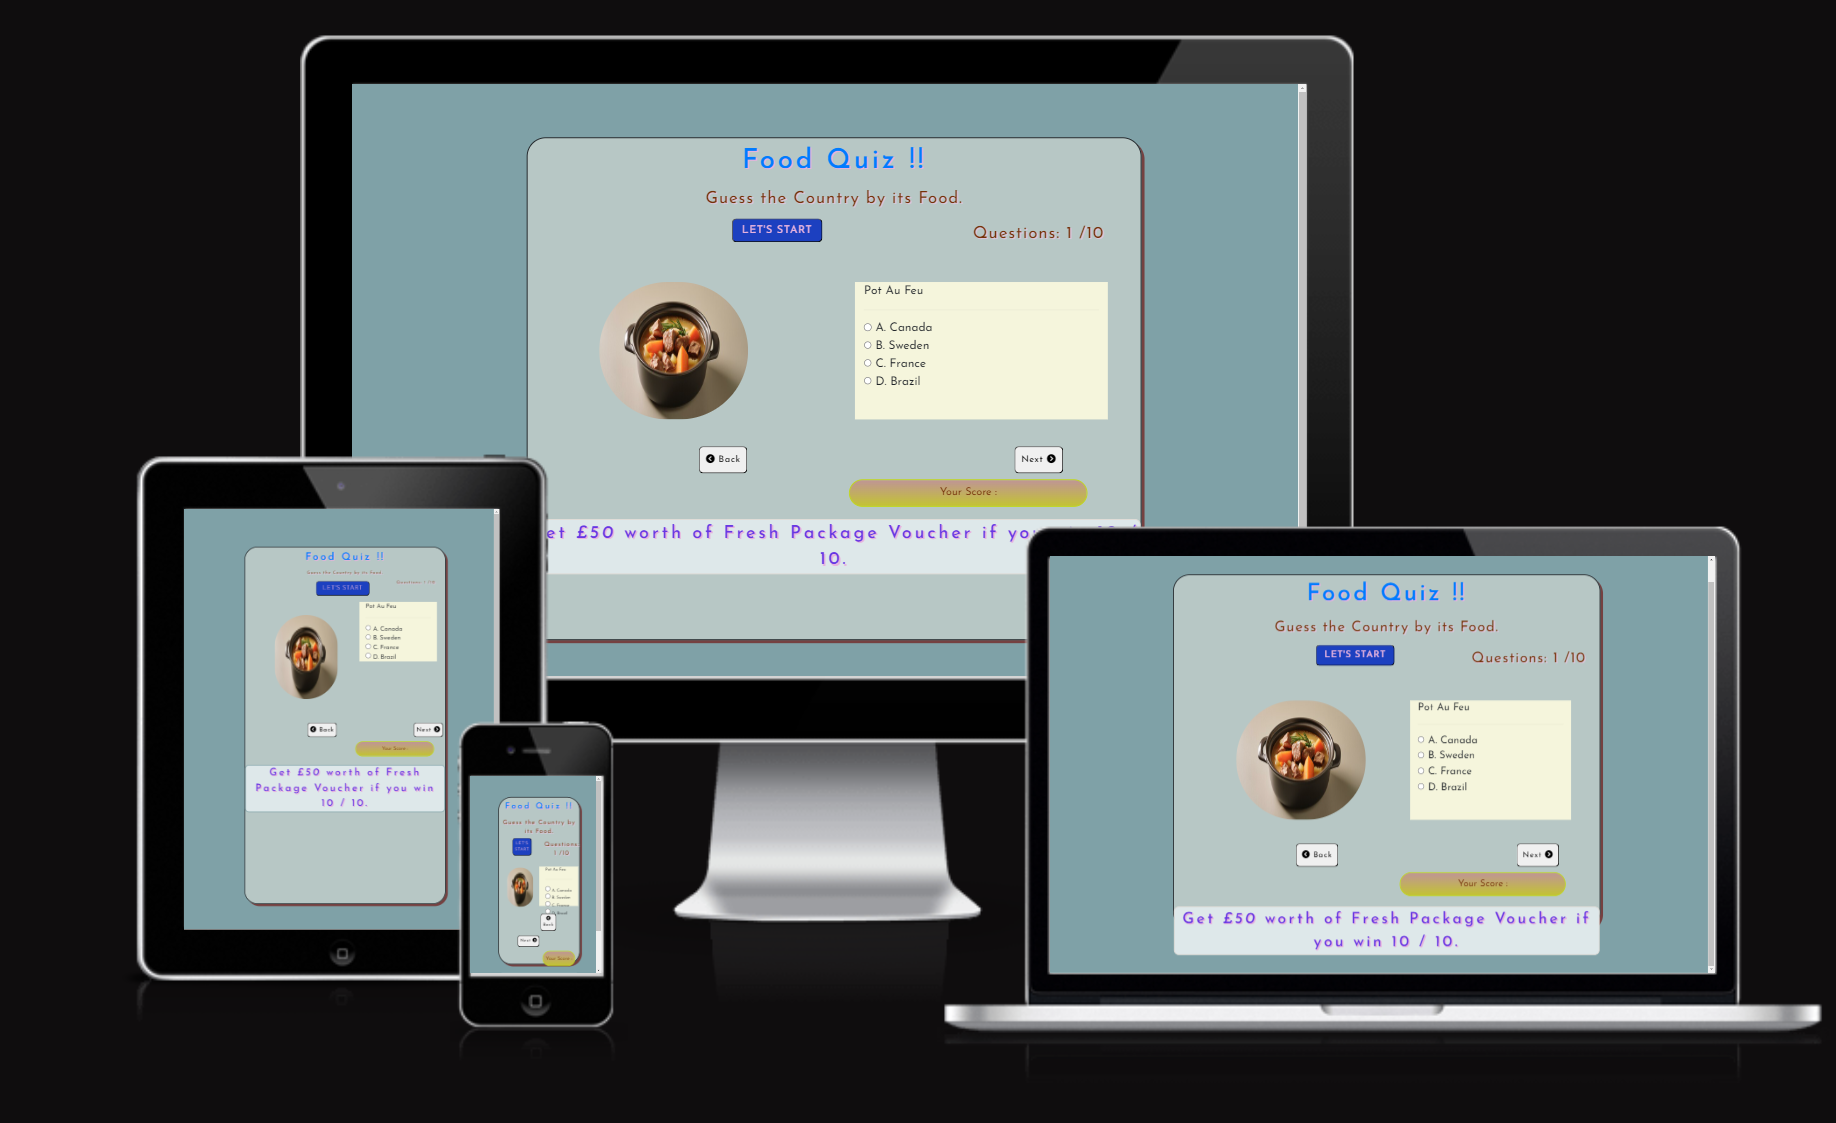 Food Quiz !!
Guess the Country by its Food.
LET'S START
Questions: 1 /10
Pot Au Feu
A. Canada
B. Sweden
C. France
D. Brazil
Back
Next
Your Score :
et £50 worth of Fresh Package Voucher if you
10.
Food Quiz !!
Guess the Country by its Food.
LET'S START
Questions: 1 /10
Pot Au Feu
A. Canada
B. Sweden
C. France
D. Brazil
Back
Next
Your Score :
Get £50 worth of Fresh
Package Voucher if you win
10 / 10.
Food Quiz !!
Guess the Country by
its Food.
LET'S
START
Questions:
1 /10
Pot Au Feu
A. Canada
B. Sweden
C. France
D. Brazil
Back
Next
Your Score :
Food Quiz !!
Guess the Country by its Food.
LET'S START
Questions: 1 /10
Pot Au Feu
A. Canada
B. Sweden
C. France
D. Brazil
Back
Next
Your Score :
Get £50 worth of Fresh Package Voucher if
you win 10 / 10.